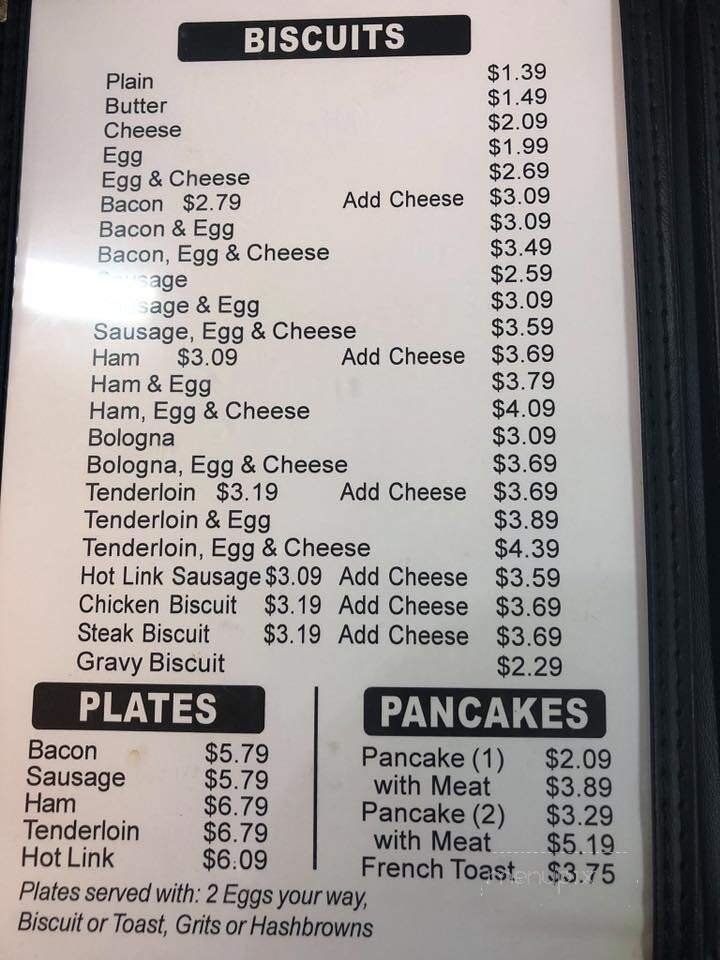 BISCUITS
Plain $1.39
Butter $1.49
Cheese $2.09
Egg $1.99
Egg & Cheese $2.69
Bacon $2.79 Add Cheese $3.09
Bacon & Egg $3.09
Bacon, Egg & Cheese $3.49
Sausage $2.59
Sausage & Egg $3.09
Sausage, Egg & Cheese $3.59
Ham $3.09 Add Cheese $3.69
Ham & Egg $3.79
Ham, Egg & Cheese $4.09
Bologna $3.09
Bologna, Egg & Cheese $3.69
Tenderloin $3.19 Add Cheese $3.69
Tenderloin & Egg $3.89
Tenderloin, Egg & Cheese $4.39
Hot Link Sausage $3.09 Add Cheese $3.59
Chicken Biscuit $3.19 Add Cheese $3.69
Steak Biscuit $3.19 Add Cheese $3.69
Gravy Biscuit $2.29
PLATES
Bacon $5.79
Sausage $5.79
Ham $6.79
Tenderloin $6.79
Hot Link $6.09
Plates served with: 2 Eggs your way,
Biscuit or Toast, Grits or Hashbrowns
PANCAKES
Pancake (1) $2.09
with Meat $3.89
Pancake (2) $3.29
with Meat $5.19
French Toast $3.75
menupix